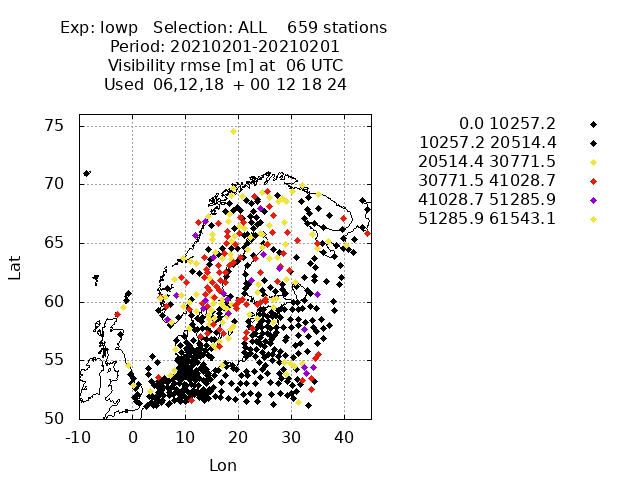 Exp: lowp   Selection: ALL    659 stations
Period: 20210201-20210201
Visibility rmse [m] at  06 UTC
Used  06,12,18  + 00 12 18 24
0.0 10257.2
10257.2 20514.4
20514.4 30771.5
30771.5 41028.7
41028.7 51285.9
51285.9 61543.1
75
70
65
60
55
50
Lat
-10 0 10 20 30 40
Lon